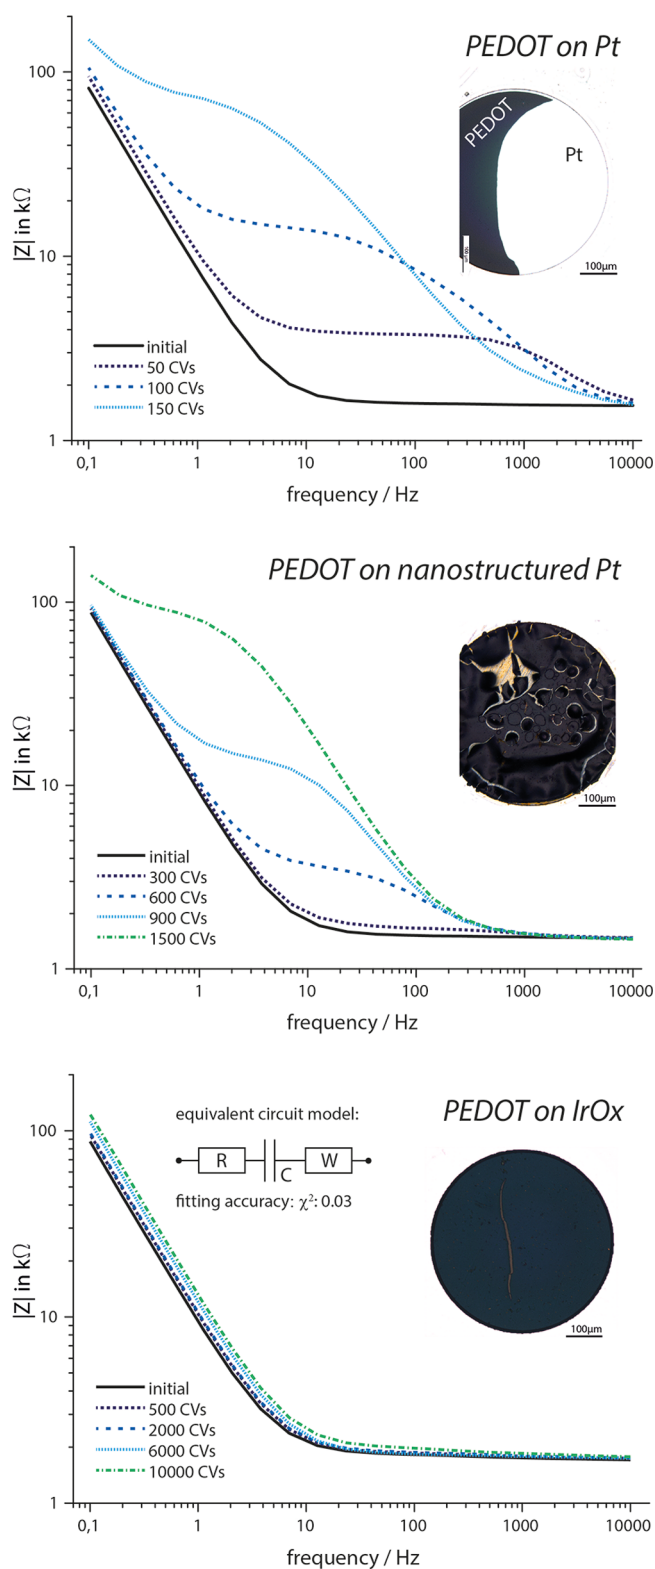 PEDOT on Pt
100
PEDOT
Pt
|Z| in kΩ
10
100µm
100µm
initial
50 CVs
100 CVs
150 CVs
1
0,1 1 10 100 1000 10000
frequency / Hz
PEDOT on nanostructured Pt
100
|Z| in kΩ
10
100µm
initial
300 CVs
600 CVs
900 CVs
1500 CVs
1
0,1 1 10 100 1000 10000
frequency / Hz
PEDOT on IrOx
equivalent circuit model:
100
R C W
fitting accuracy: χ²: 0.03
|Z| in kΩ
10
100µm
initial
500 CVs
2000 CVs
6000 CVs
10000 CVs
1
0,1 1 10 100 1000 10000
frequency / Hz